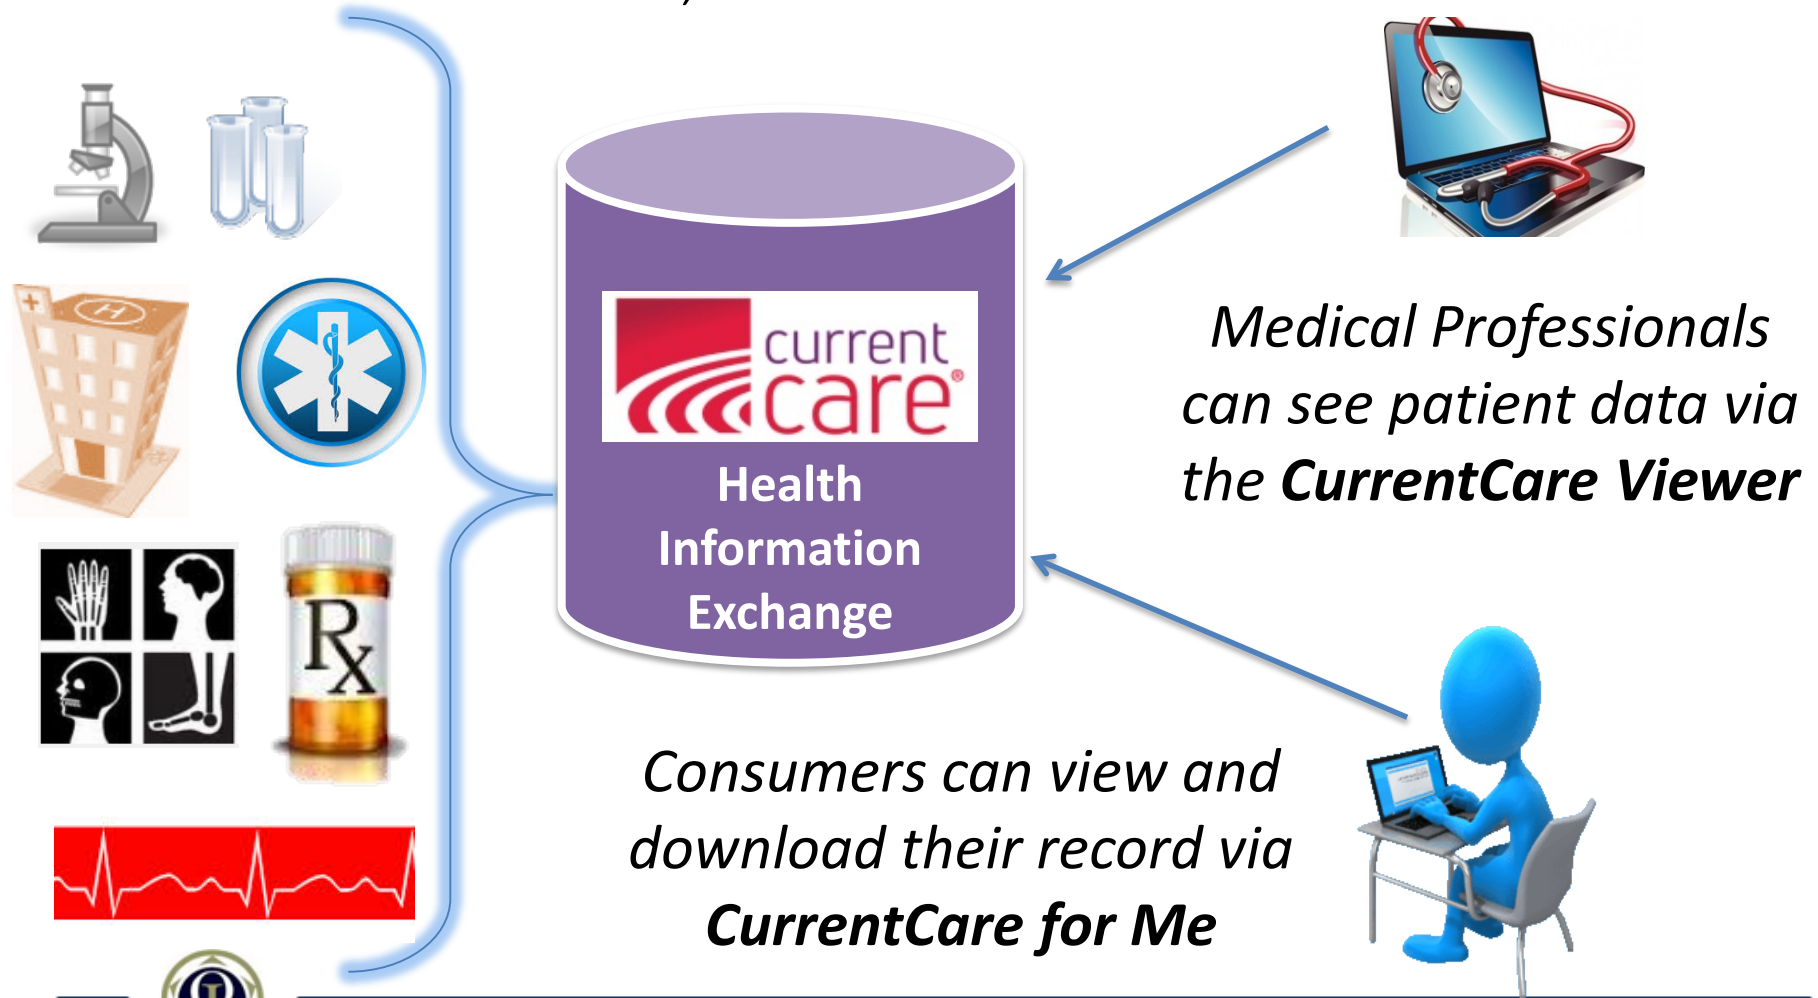 H
current
care®
Health
Information
Exchange
Medical Professionals
can see patient data via
the CurrentCare Viewer
Rx
Consumers can view and
download their record via
CurrentCare for Me